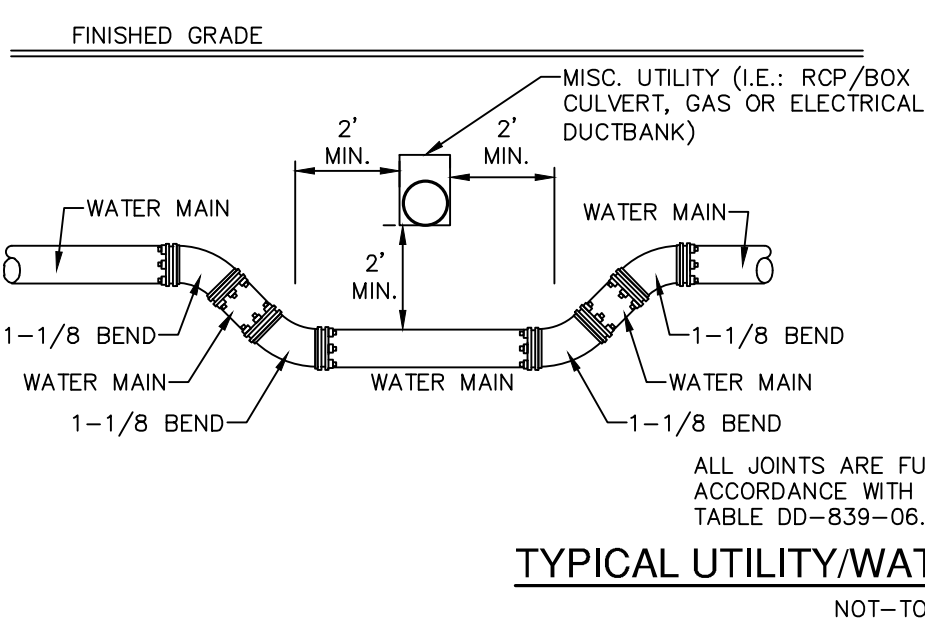 FINISHED GRADE
MISC. UTILITY (I.E.: RCP/BOX
CULVERT, GAS OR ELECTRICAL
DUCTBANK)
2'
MIN.
2'
MIN.
WATER MAIN
WATER MAIN
2'
MIN.
1-1/8 BEND
1-1/8 BEND
WATER MAIN
WATER MAIN
WATER MAIN
1-1/8 BEND
1-1/8 BEND
ALL JOINTS ARE FU
ACCORDANCE WITH
TABLE DD-839-06.
TYPICAL UTILITY/WAT
NOT-TO